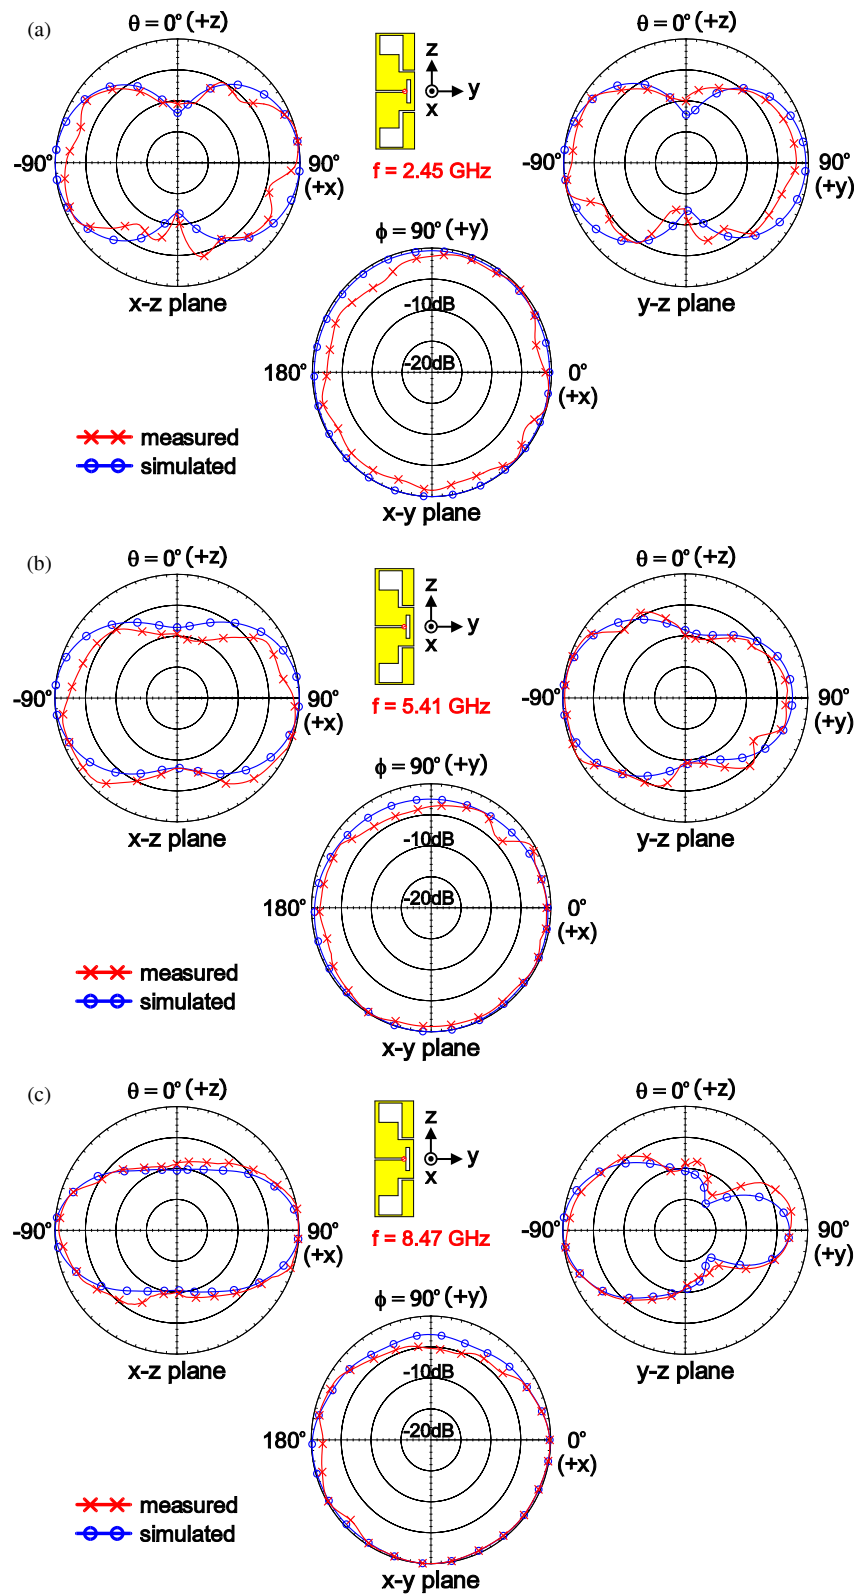 (a)
θ = 0° (+z)
θ = 0° (+z)
z
y
x
-90°
90°
(+x)
f = 2.45 GHz
-90°
90°
(+y)
x-z plane
ϕ = 90° (+y)
y-z plane
-10dB
-20dB
180°
0°
(+x)
measured
simulated
x-y plane
(b)
θ = 0° (+z)
θ = 0° (+z)
z
y
x
-90°
90°
(+x)
f = 5.41 GHz
-90°
90°
(+y)
x-z plane
ϕ = 90° (+y)
y-z plane
-10dB
-20dB
180°
0°
(+x)
measured
simulated
x-y plane
(c)
θ = 0° (+z)
θ = 0° (+z)
z
y
x
-90°
90°
(+x)
f = 8.47 GHz
-90°
90°
(+y)
x-z plane
ϕ = 90° (+y)
y-z plane
-10dB
-20dB
180°
0°
(+x)
measured
simulated
x-y plane